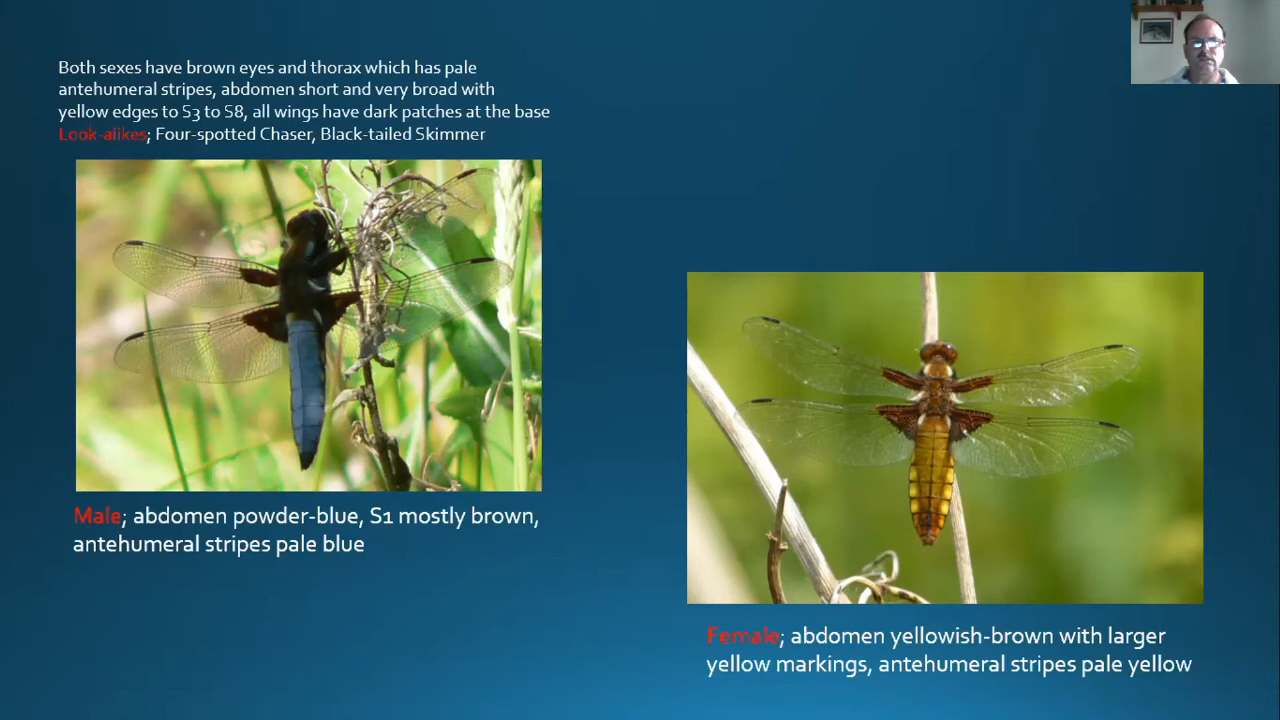 Both sexes have brown eyes and thorax which has pale
antehumeral stripes, abdomen short and very broad with
yellow edges to S3 to S8, all wings have dark patches at the base
Look-alikes; Four-spotted Chaser, Black-tailed Skimmer
Male; abdomen powder-blue, S1 mostly brown,
antehumeral stripes pale blue
Female; abdomen yellowish-brown with larger
yellow markings, antehumeral stripes pale yellow